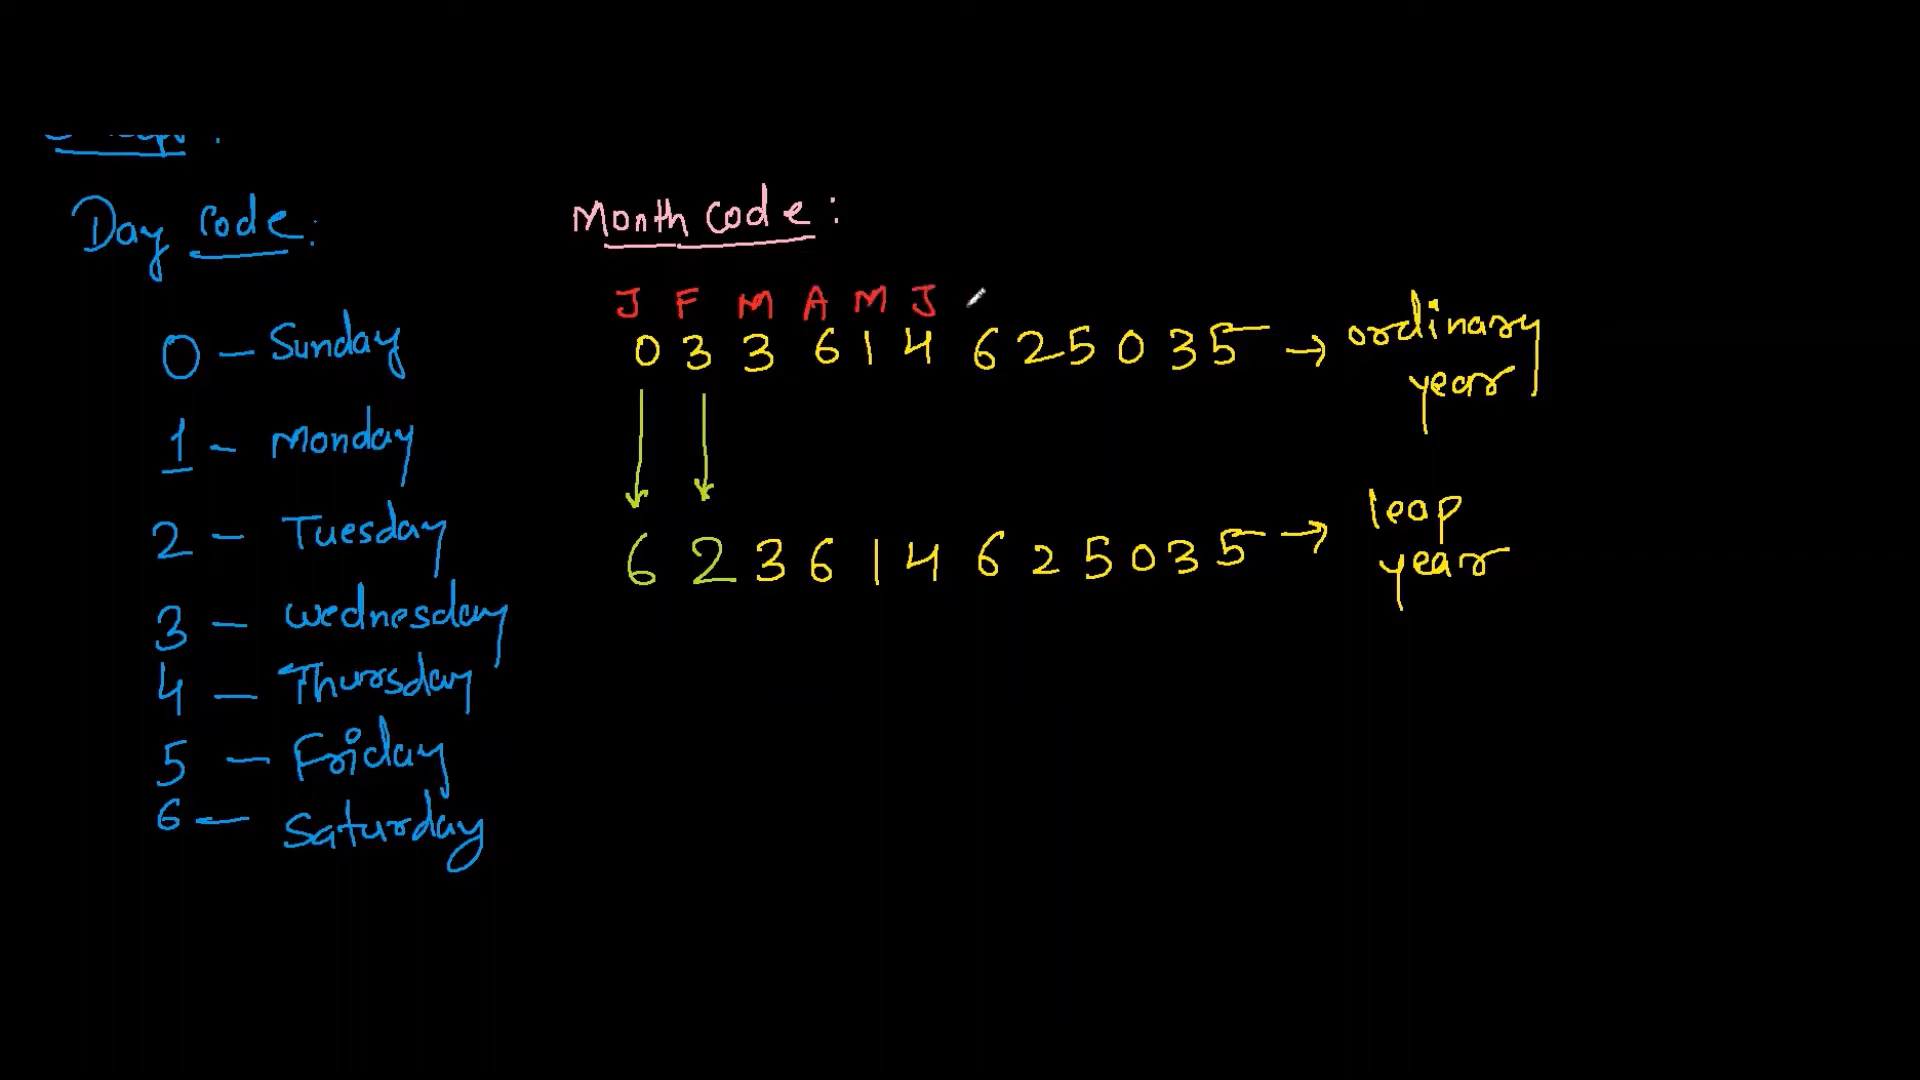 Day code:
0 - Sunday
1 - Monday
2 - Tuesday
3 - wednesday
4 - Thursday
5 - Friday
6 - Saturday
Month code:
J F M A M J
0 3 3 6 1 4 6 2 5 0 3 5 → ordinary
year
6 2 3 6 1 4 6 2 5 0 3 5 → leap
year